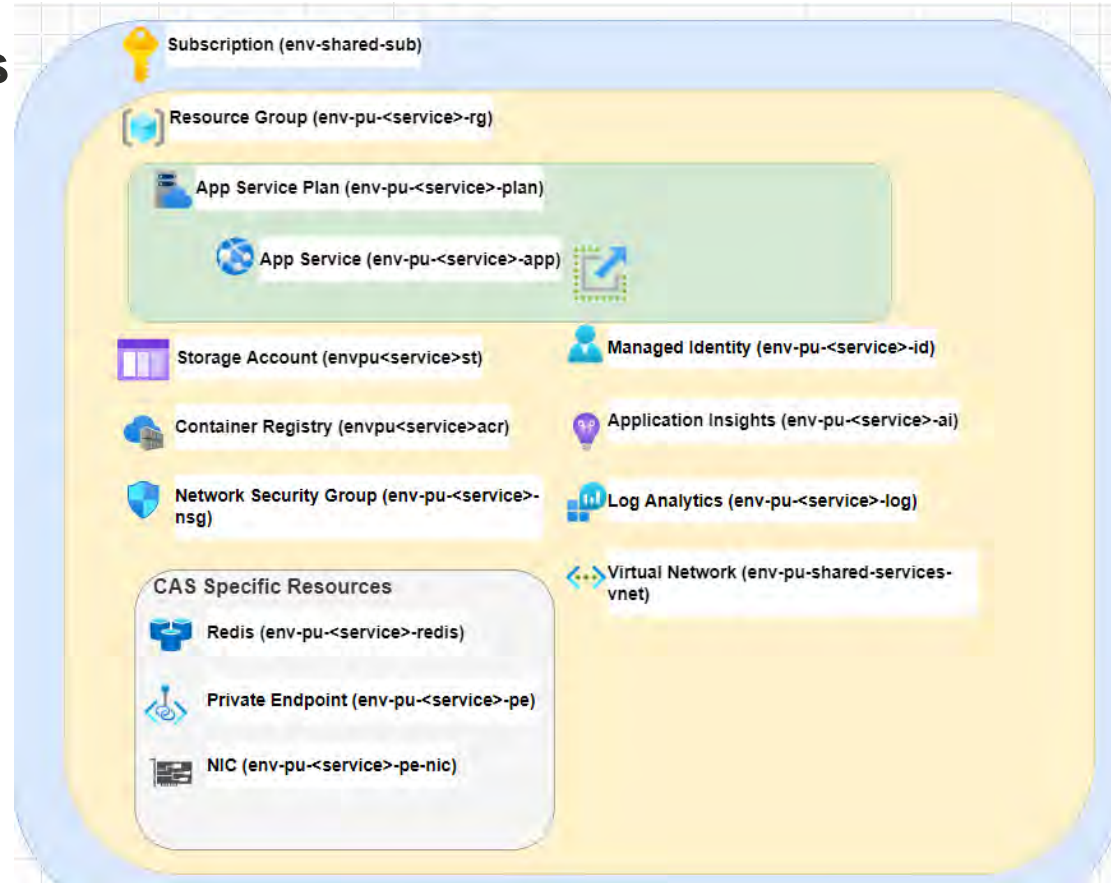 s
Subscription (env-shared-sub)
Resource Group (env-pu-<service>-rg)
App Service Plan (env-pu-<service>-plan)
App Service (env-pu-<service>-app)
Storage Account (envpu<service>st)
Managed Identity (env-pu-<service>-id)
Container Registry (envpu<service>acr)
Application Insights (env-pu-<service>-ai)
Network Security Group (env-pu-<service>-
nsg)
Log Analytics (env-pu-<service>-log)
Virtual Network (env-pu-shared-services-
vnet)
CAS Specific Resources
Redis (env-pu-<service>-redis)
Private Endpoint (env-pu-<service>-pe)
NIC (env-pu-<service>-pe-nic)